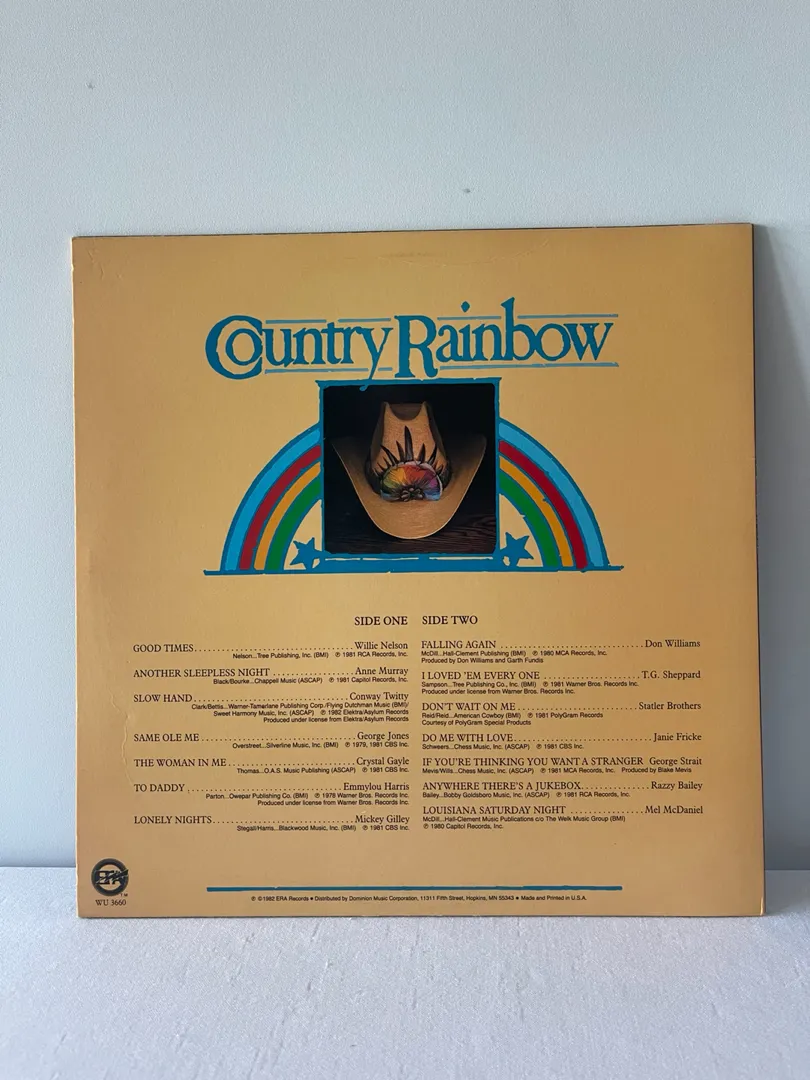 Country Rainbow
SIDE ONE
GOOD TIMES..............................Willie Nelson
Nelson...Tree Publishing, Inc. (BMI) ℗ 1981 RCA Records, Inc.
ANOTHER SLEEPLESS NIGHT................Anne Murray
Black/Bourke...Chappell Music (ASCAP) ℗ 1981 Capitol Records, Inc.
SLOW HAND..............................Conway Twitty
Clark/Bettis...Warner-Tamerlane Publishing Corp./Flying Dutchman Music (BMI)/
Sweet Harmony Music, Inc. (ASCAP) ℗ 1982 Elektra/Asylum Records
Produced under license from Elektra/Asylum Records
SAME OLE ME..............................George Jones
Overstreet...Silverline Music, Inc. (BMI) ℗ 1979, 1981 CBS Inc.
THE WOMAN IN ME.........................Crystal Gayle
Thomas...O.A.S. Music Publishing (ASCAP) ℗ 1981 CBS Inc.
TO DADDY..............................Emmylou Harris
Parton...Owepar Publishing Co. (BMI) ℗ 1978 Warner Bros. Records Inc.
Produced under license from Warner Bros. Records Inc.
LONELY NIGHTS...........................Mickey Gilley
Stegall/Harris...Blackwood Music, Inc. (BMI) ℗ 1981 CBS Inc.
SIDE TWO
FALLING AGAIN..............................Don Williams
McDill...Hall-Clement Publishing (BMI) ℗ 1980 MCA Records, Inc.
Produced by Don Williams and Garth Fundis
I LOVED 'EM EVERY ONE....................T.G. Sheppard
Sampson...Tree Publishing Co., Inc. (BMI) ℗ 1981 Warner Bros. Records Inc.
Produced under license from Warner Bros. Records Inc.
DON'T WAIT ON ME......................Statler Brothers
Reid/Reid...American Cowboy (BMI) ℗ 1981 PolyGram Records
Courtesy of PolyGram Special Products
DO ME WITH LOVE..........................Janie Fricke
Schweers...Chess Music, Inc. (ASCAP) ℗ 1981 CBS Inc.
IF YOU'RE THINKING YOU WANT A STRANGER George Strait
Mevis/Wills...Chess Music, Inc. (ASCAP) ℗ 1981 MCA Records, Inc. Produced by Blake Mevis
ANYWHERE THERE'S A JUKEBOX............Razzy Bailey
Bailey...Bobby Goldsboro Music, Inc. (ASCAP) ℗ 1981 RCA Records, Inc.
LOUISIANA SATURDAY NIGHT..............Mel McDaniel
McDill...Hall-Clement Music Publications c/o The Welk Music Group (BMI)
℗ 1980 Capitol Records, Inc.
ERA
TM
WU 3660
℗ © 1982 ERA Records • Distributed by Dominion Music Corporation, 11311 Fifth Street, Hopkins, MN 55343 • Made and Printed in U.S.A.